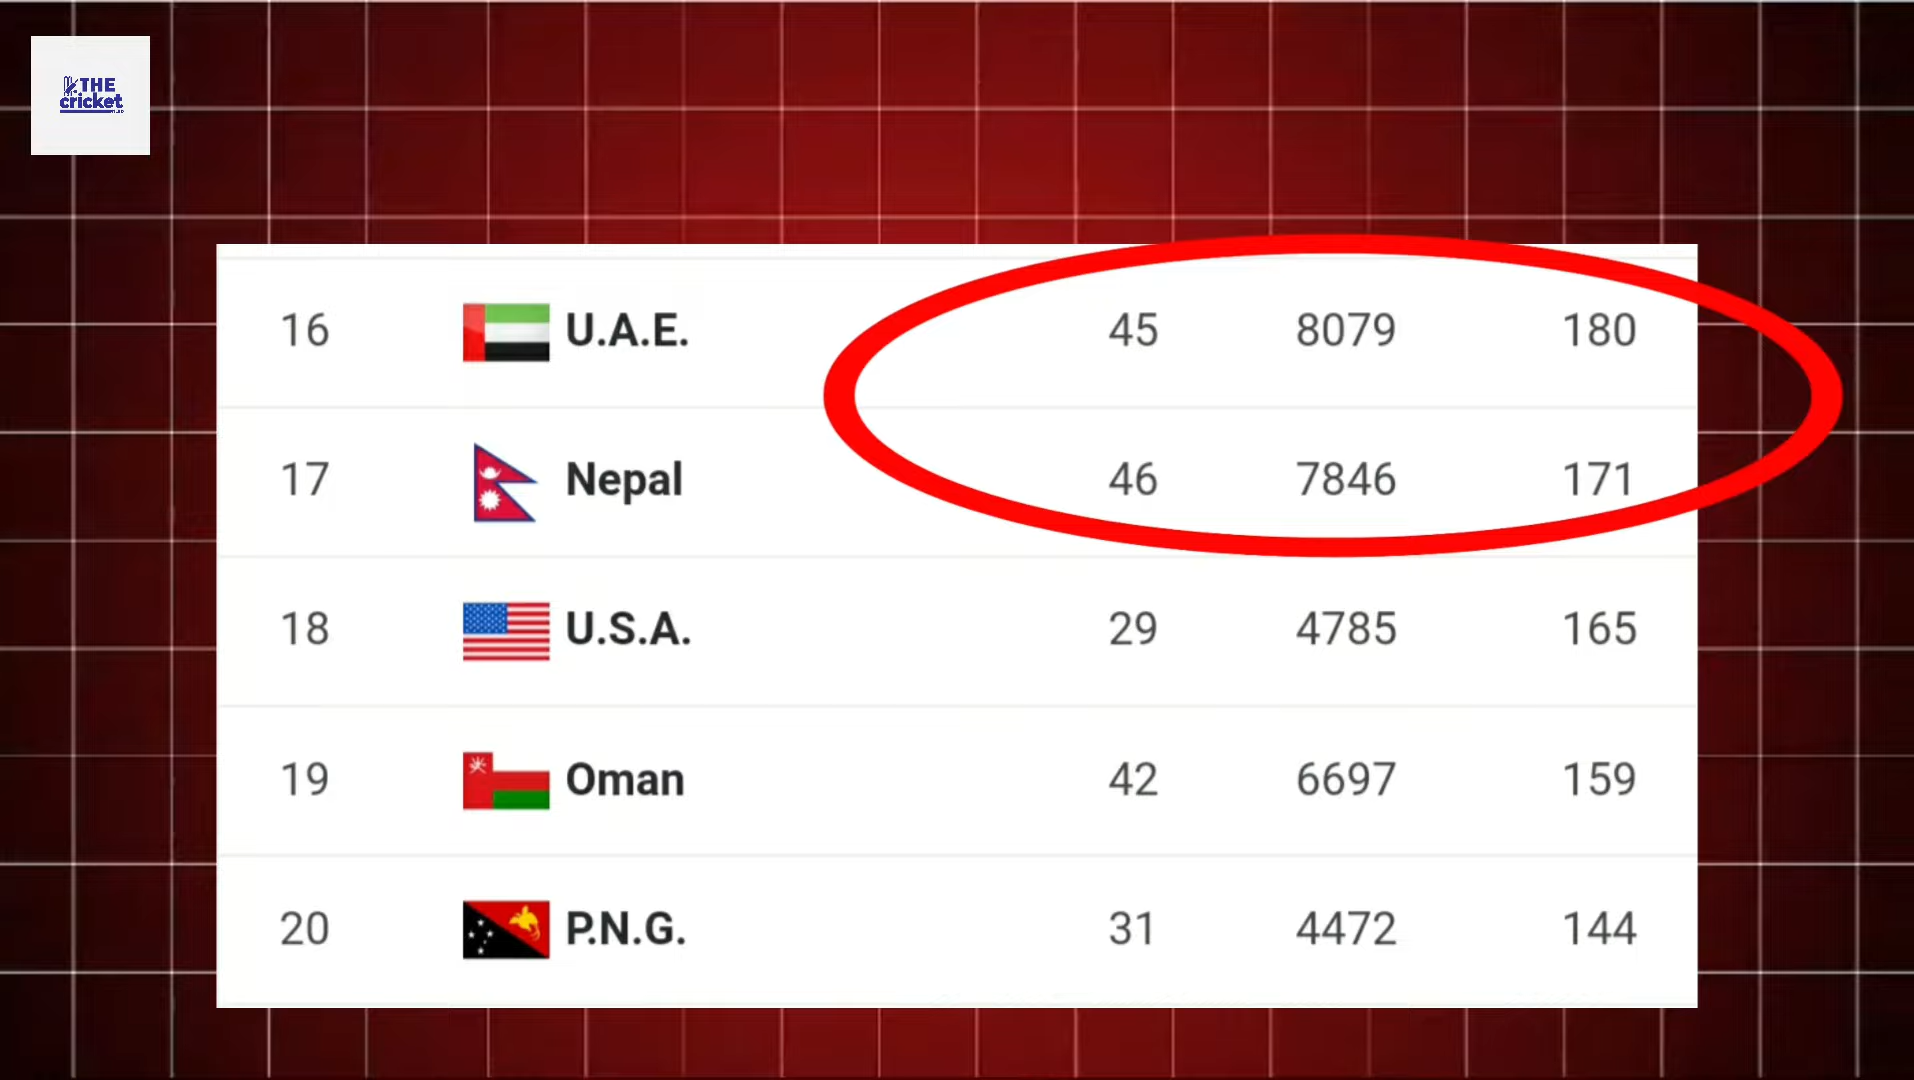 THE
cricket
16 U.A.E. 45 8079 180
17 Nepal 46 7846 171
18 U.S.A. 29 4785 165
19 Oman 42 6697 159
20 P.N.G. 31 4472 144